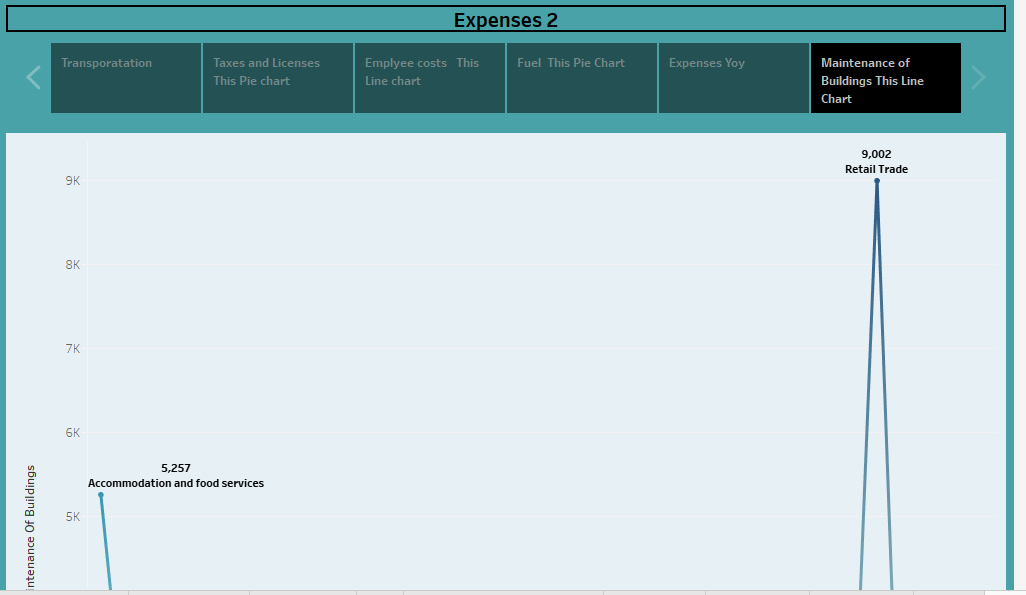 Expenses 2
Transporatation
Taxes and Licenses
This Pie chart
Emplyee costs   This
Line chart
Fuel  This Pie Chart
Expenses Yoy
Maintenance of
Buildings This Line
Chart
9,002
Retail Trade
9K
8K
7K
6K
5,257
Accommodation and food services
5K
intenance Of Buildings